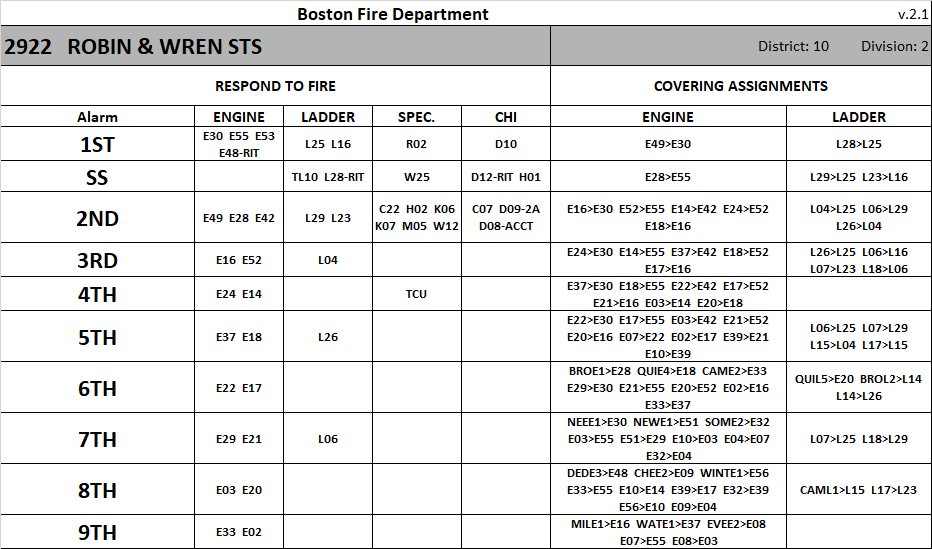 Boston Fire Department v.2.1
2922 ROBIN & WREN STS District: 10 Division: 2
RESPOND TO FIRE COVERING ASSIGNMENTS
Alarm ENGINE LADDER SPEC. CHI ENGINE LADDER
E30 E55 E53
1ST L25 L16 R02 D10 E49>E30 L28>L25
E48-RIT
SS TL10 L28-RIT W25 D12-RIT H01 E28>E55 L29>L25 L23>L16
C22 H02 K06 C07 D09-2A E16>E30 E52>E55 E14>E42 E24>E52 L04>L25 L06>L29
2ND E49 E28 E42 L29 L23
K07 M05 W12 D08-ACCT E18>E16 L26>L04
E24>E30 E14>E55 E37>E42 E18>E52 L26>L25 L06>L16
3RD E16 E52 L04
E17>E16 L07>L23 L18>L06
E37>E30 E18>E55 E22>E42 E17>E52
4TH E24 E14 TCU
E21>E16 E03>E14 E20>E18
E22>E30 E17>E55 E03>E42 E21>E52
L06>L25 L07>L29
5TH E37 E18 L26 E20>E16 E07>E22 E02>E17 E39>E21
L15>L04 L17>L15
E10>E39
BROE1>E28 QUIE4>E18 CAME2>E33
QUIL5>E20 BROL2>L14
6TH E22 E17 E29>E30 E21>E55 E20>E52 E02>E16
L14>L26
E33>E37
NEEE1>E30 NEWE1>E51 SOME2>E32
7TH E29 E21 L06 E03>E55 E51>E29 E10>E03 E04>E07 L07>L25 L18>L29
E32>E04
DEDE3>E48 CHEE2>E09 WINTE1>E56
8TH E03 E20 E33>E55 E10>E14 E39>E17 E32>E39 CAML1>L15 L17>L23
E56>E10 E09>E04
MILE1>E16 WATE1>E37 EVEE2>E08
9TH E33 E02
E07>E55 E08>E03